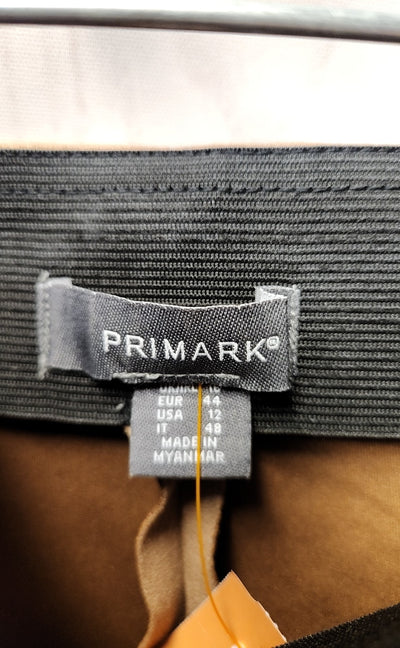 PRIMARK®
EUR 44
USA 12
IT 48
MADE IN
MYANMAR